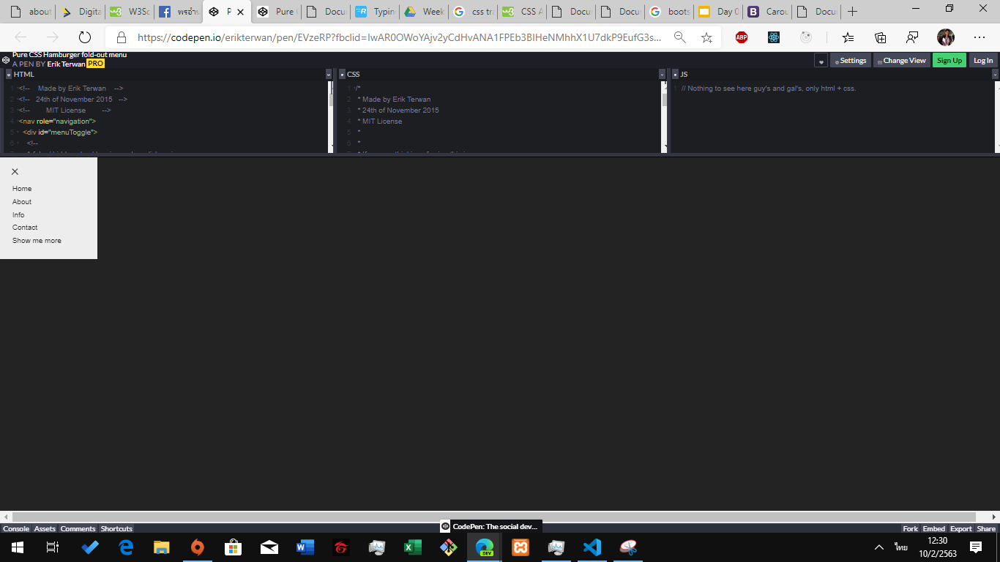 about
Digita
W3Sc
P
Pure
Docu
Typin
Week
css tra
CSS A
Docu
Docu
boots
Day 0
Carou
Docu
https://codepen.io/erikterwan/pen/EVzeRP?fbclid=IwAR0OWoYAjv2yCdHvANA1FPEb3BIHeNMhhX1U7dkP9EufG3s...
ABP
Pure CSS Hamburger fold-out menu
A PEN BY Erik Terwan PRO
Settings
Change View
Sign Up
Log In
HTML
1 <!-- Made by Erik Terwan -->
2 <!-- 24th of November 2015 -->
3 <!-- MIT License -->
4 <nav role="navigation">
5 <div id="menuToggle">
6 <!--
CSS
1 /*
2 * Made by Erik Terwan
3 * 24th of November 2015
4 * MIT License
5 *
6 *
JS
1 // Nothing to see here guy's and gal's, only html + css.
Home
About
Info
Contact
Show me more
Console Assets Comments Shortcuts
CodePen: The social dev...
Fork Embed Export Share
DEV
ไทย
12:30
10/2/2563